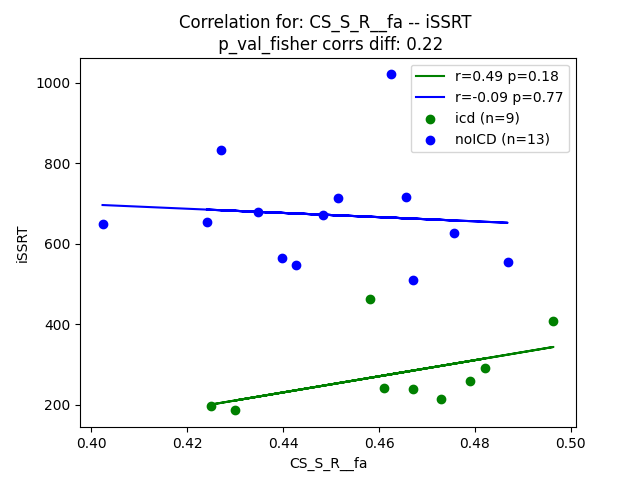 Correlation for: CS_S_R__fa -- iSSRT
p_val_fisher corrs diff: 0.22
r=0.49 p=0.18
r=-0.09 p=0.77
icd (n=9)
noICD (n=13)
iSSRT
1000
800
600
400
200
0.40 0.42 0.44 0.46 0.48 0.50
CS_S_R__fa